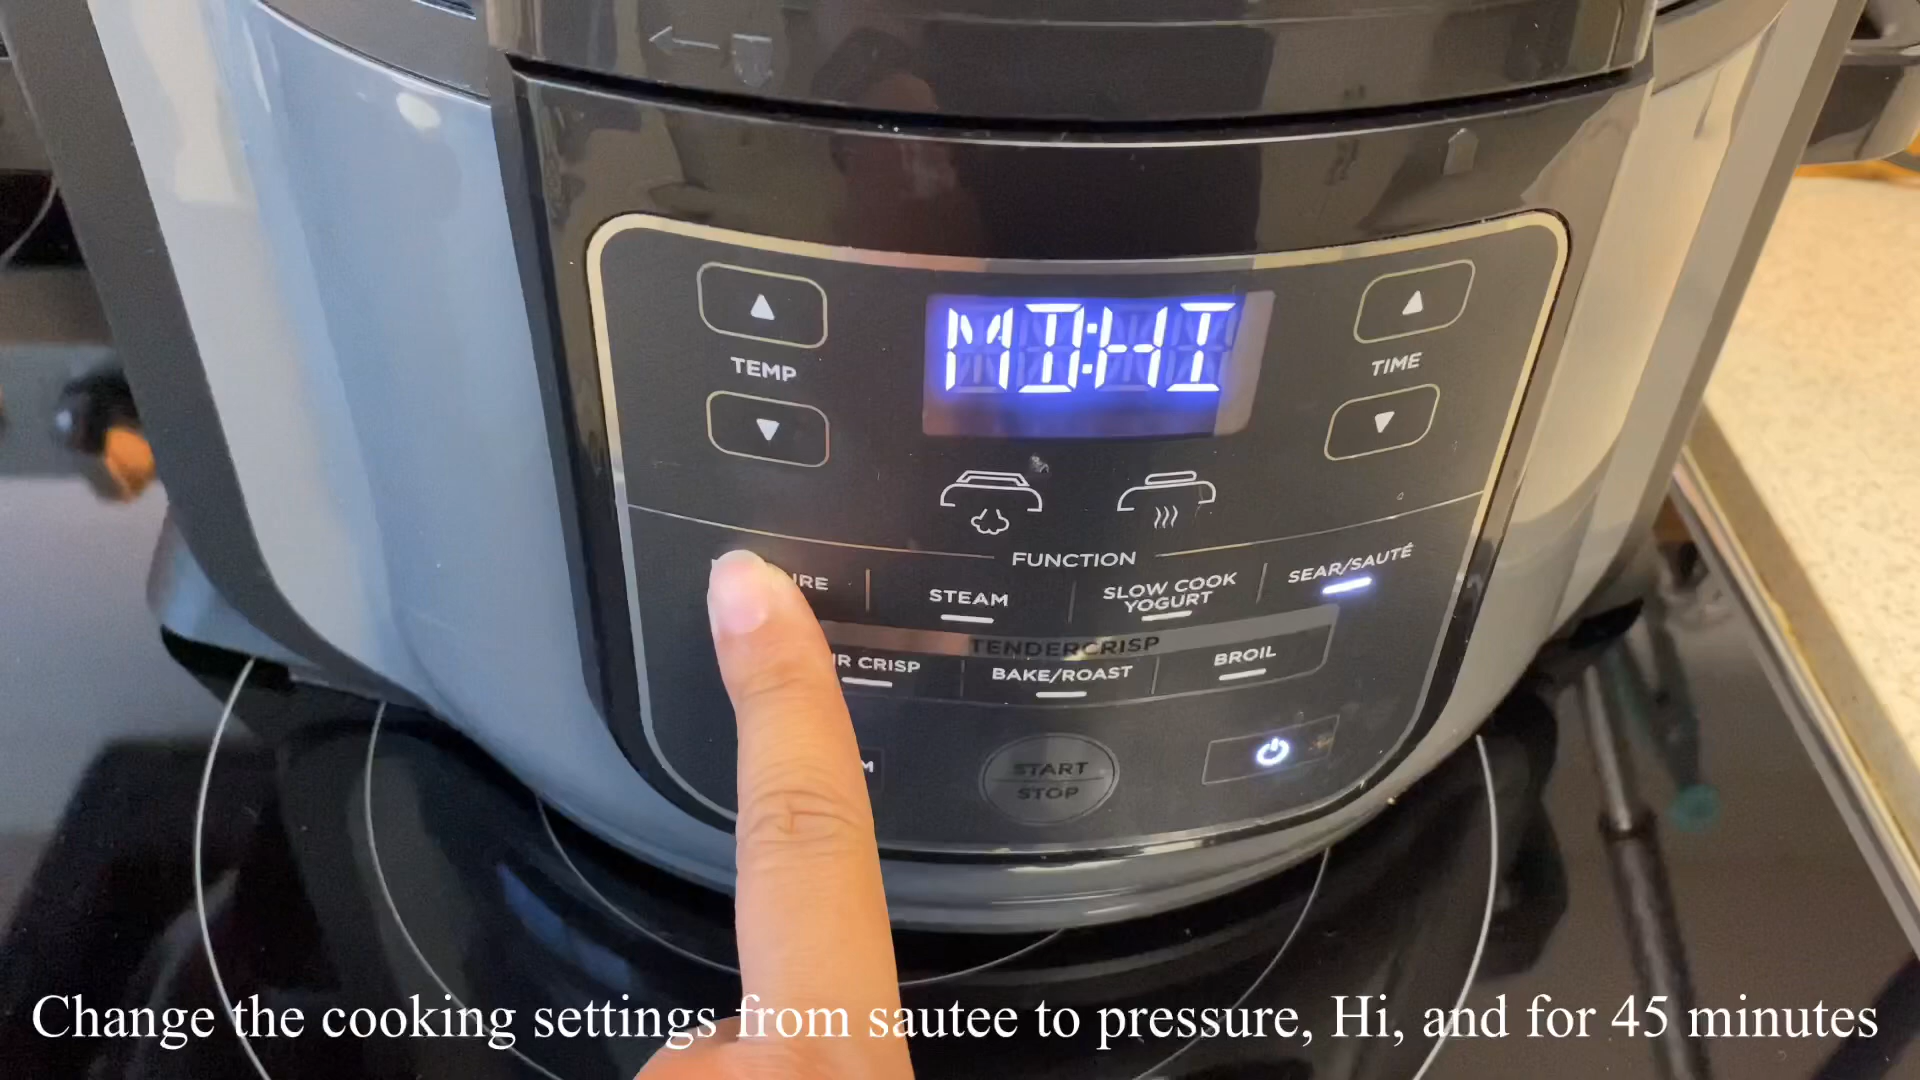 MD:HI
TEMP
TIME
FUNCTION
STEAM
SLOW COOK
YOGURT
SEAR/SAUTÉ
TENDERCRISP
CRISP
BAKE/ROAST
BROIL
START
STOP
Change the cooking settings from sautee to pressure, Hi, and for 45 minutes